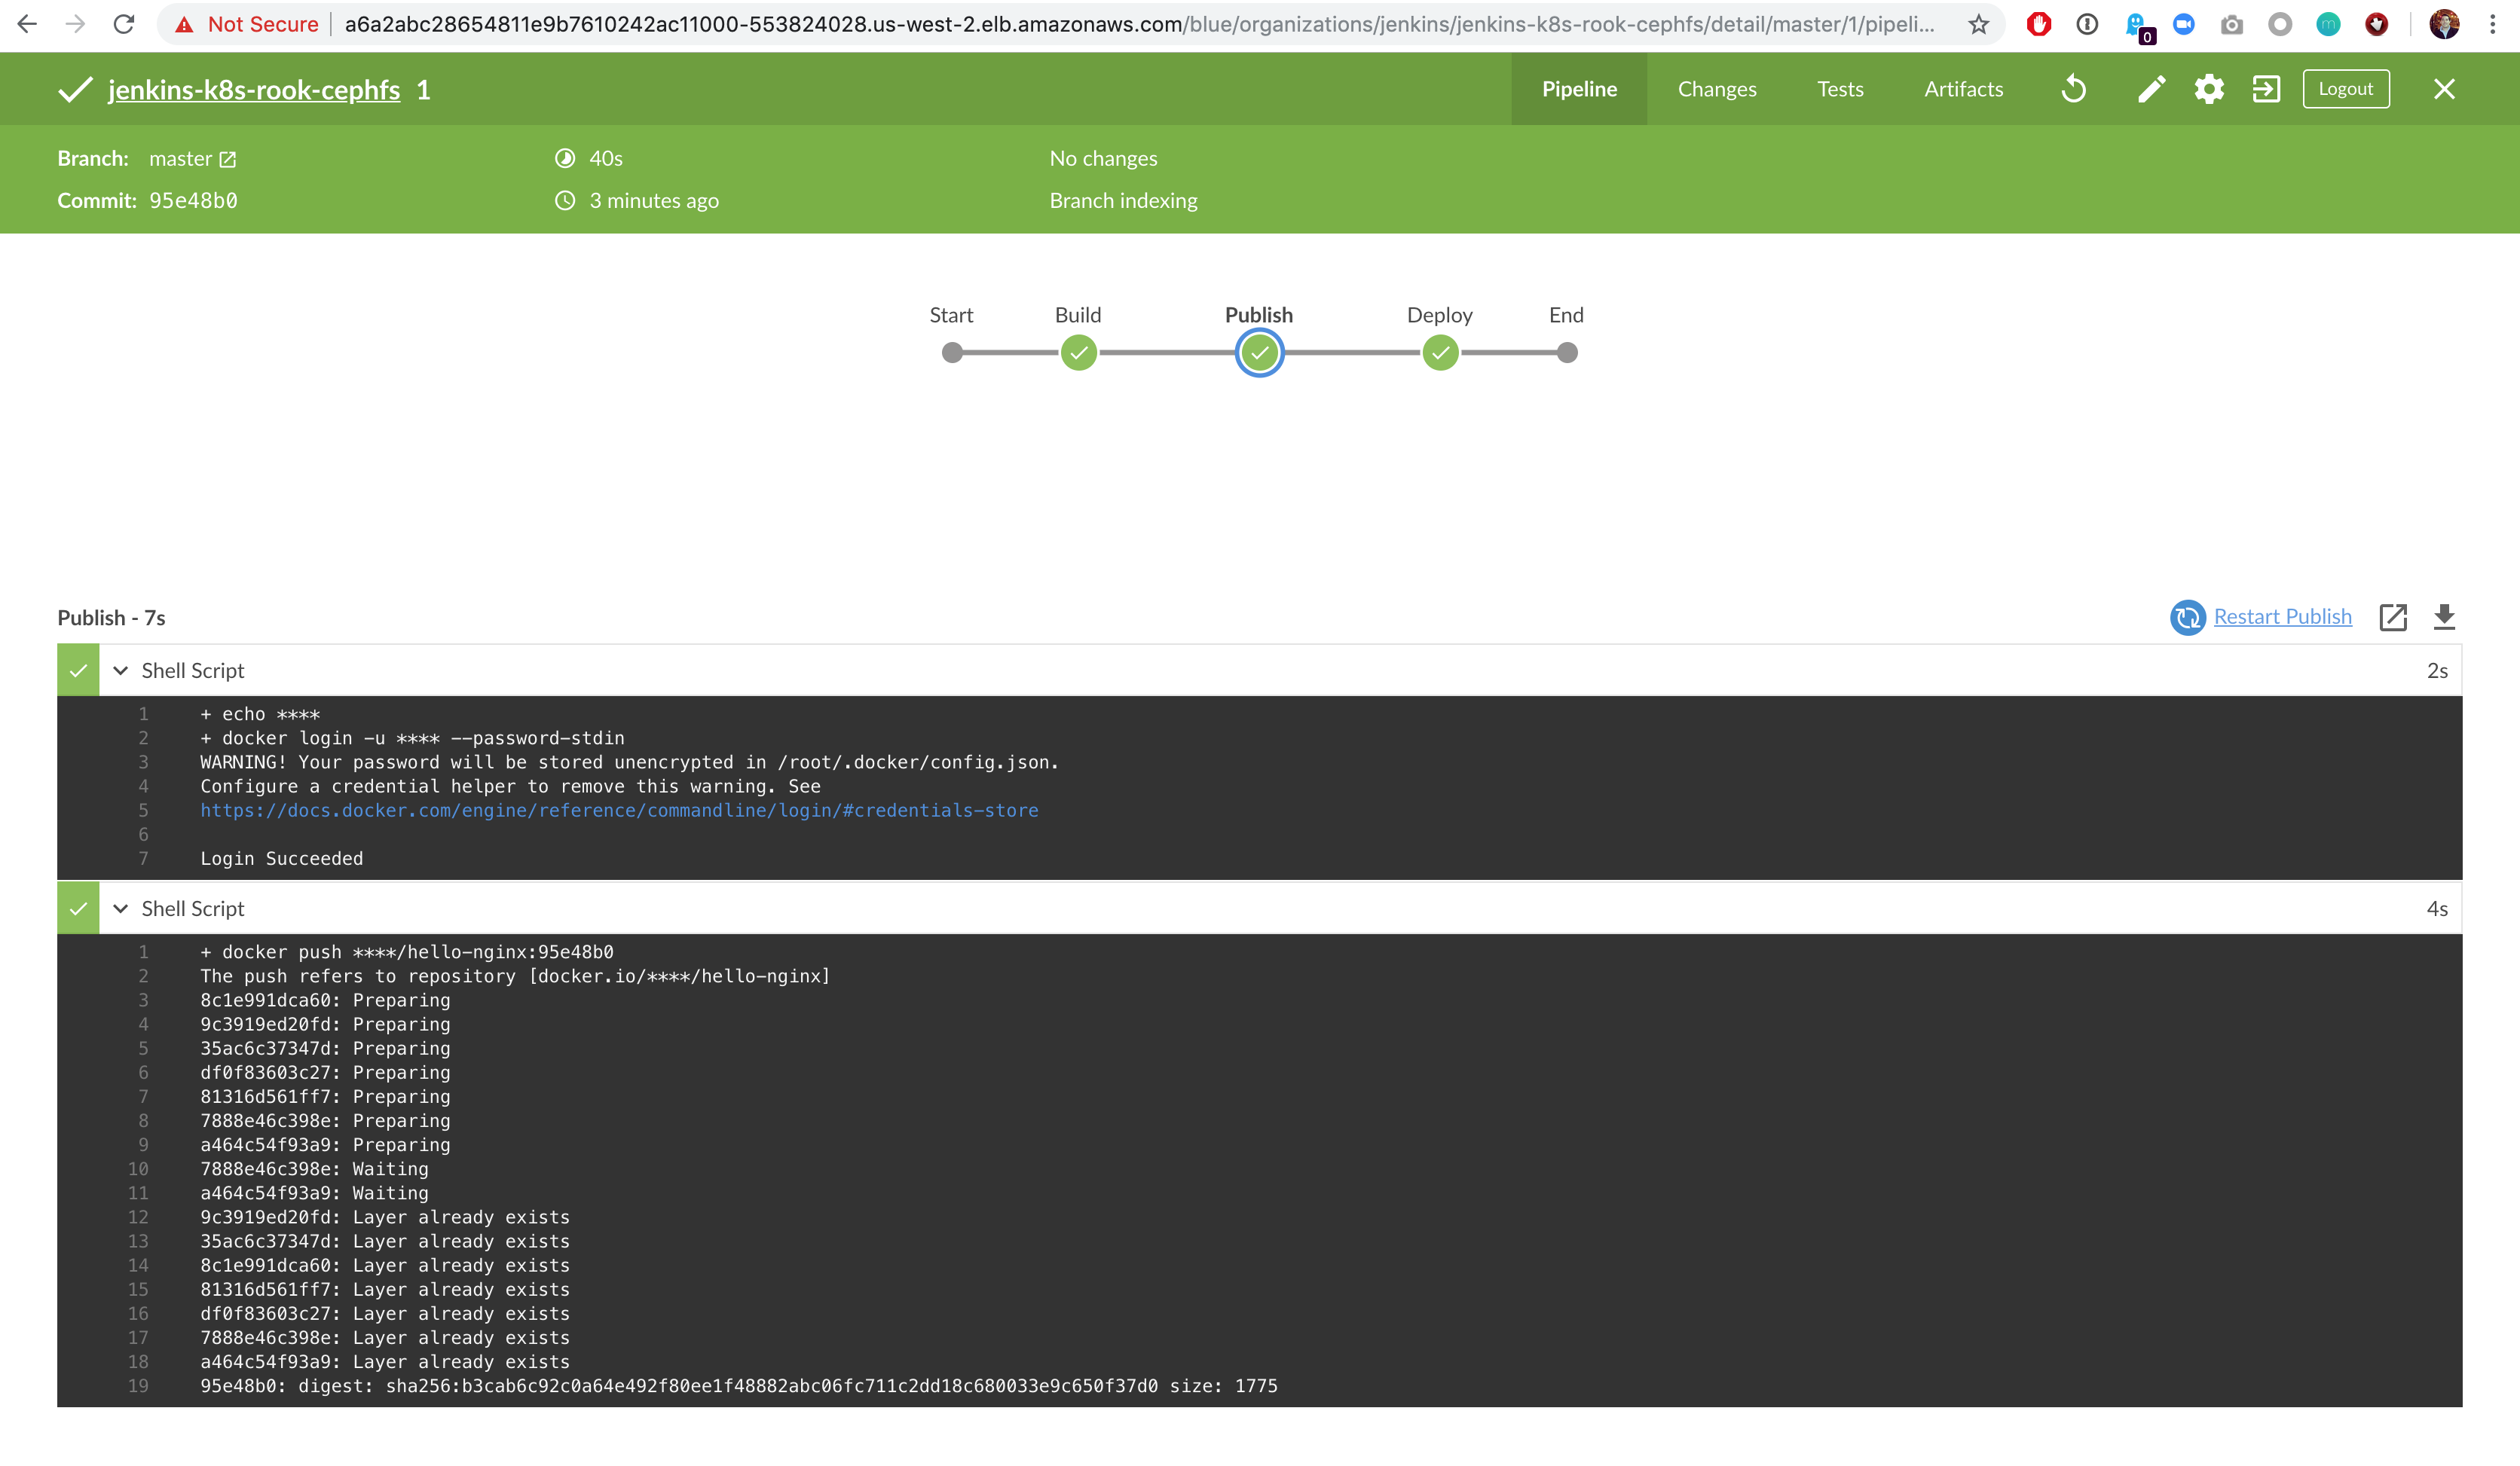 Not Secure | a6a2abc28654811e9b7610242ac11000-553824028.us-west-2.elb.amazonaws.com/blue/organizations/jenkins/jenkins-k8s-rook-cephfs/detail/master/1/pipeli...
0
m
jenkins-k8s-rook-cephfs 1
Pipeline Changes Tests Artifacts Logout
Branch: master 40s No changes
Commit: 95e48b0 3 minutes ago Branch indexing
Start Build Publish Deploy End
Publish - 7s Restart Publish
Shell Script 2s
1 + echo ****
2 + docker login -u **** --password-stdin
3 WARNING! Your password will be stored unencrypted in /root/.docker/config.json.
4 Configure a credential helper to remove this warning. See
5 https://docs.docker.com/engine/reference/commandline/login/#credentials-store
6
7 Login Succeeded
Shell Script 4s
1 + docker push ****/hello-nginx:95e48b0
2 The push refers to repository [docker.io/****/hello-nginx]
3 8c1e991dca60: Preparing
4 9c3919ed20fd: Preparing
5 35ac6c37347d: Preparing
6 df0f83603c27: Preparing
7 81316d561ff7: Preparing
8 7888e46c398e: Preparing
9 a464c54f93a9: Preparing
10 7888e46c398e: Waiting
11 a464c54f93a9: Waiting
12 9c3919ed20fd: Layer already exists
13 35ac6c37347d: Layer already exists
14 8c1e991dca60: Layer already exists
15 81316d561ff7: Layer already exists
16 df0f83603c27: Layer already exists
17 7888e46c398e: Layer already exists
18 a464c54f93a9: Layer already exists
19 95e48b0: digest: sha256:b3cab6c92c0a64e492f80ee1f48882abc06fc711c2dd18c680033e9c650f37d0 size: 1775